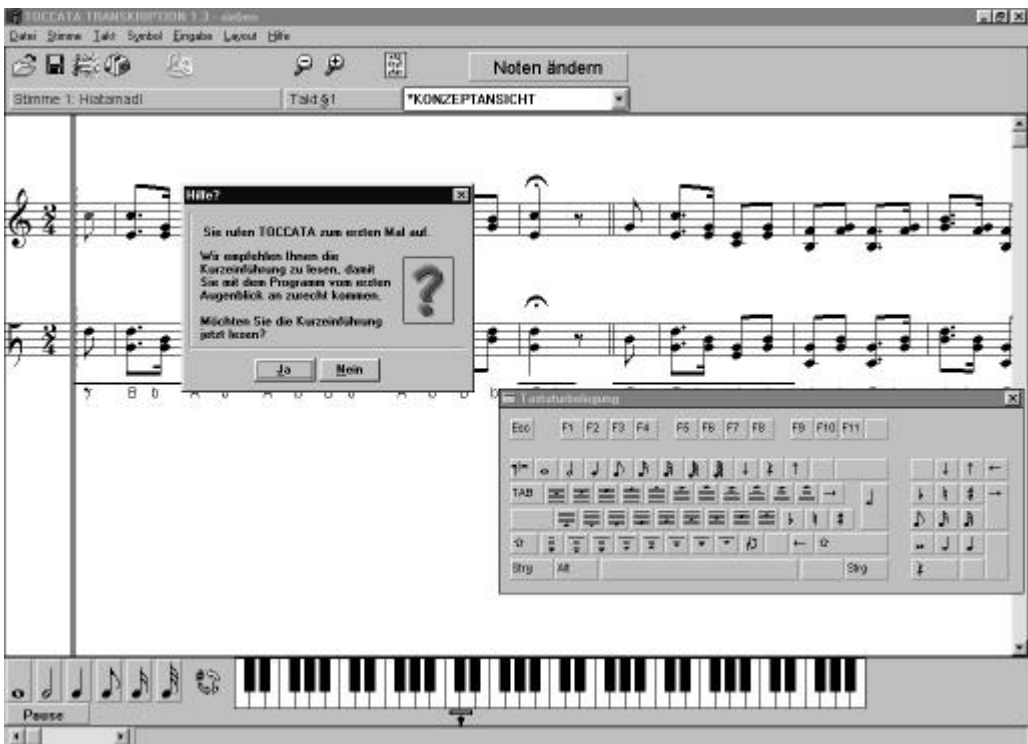 TOCCATA TRANSKRIPTION 1.3 - sieben
Datei Stimme Takt Symbol Eingabe Layout Hilfe
Noten ändern
Stimme 1: Hiatamadl
Takt §1
*KONZEPTANSICHT
Hilfe?
Sie rufen TOCCATA zum ersten Mal auf.
Wir empfehlen Ihnen die
Kurzeinführung zu lesen, damit
Sie mit dem Programm vom ersten
Augenblick an zurecht kommen.
Möchten Sie die Kurzeinführung
jetzt lesen?
Ja Nein
Tastaturbelegung
Esc F1 F2 F3 F4 F5 F6 F7 F8 F9 F10 F11
TAB
Strg Alt Strg
Pause